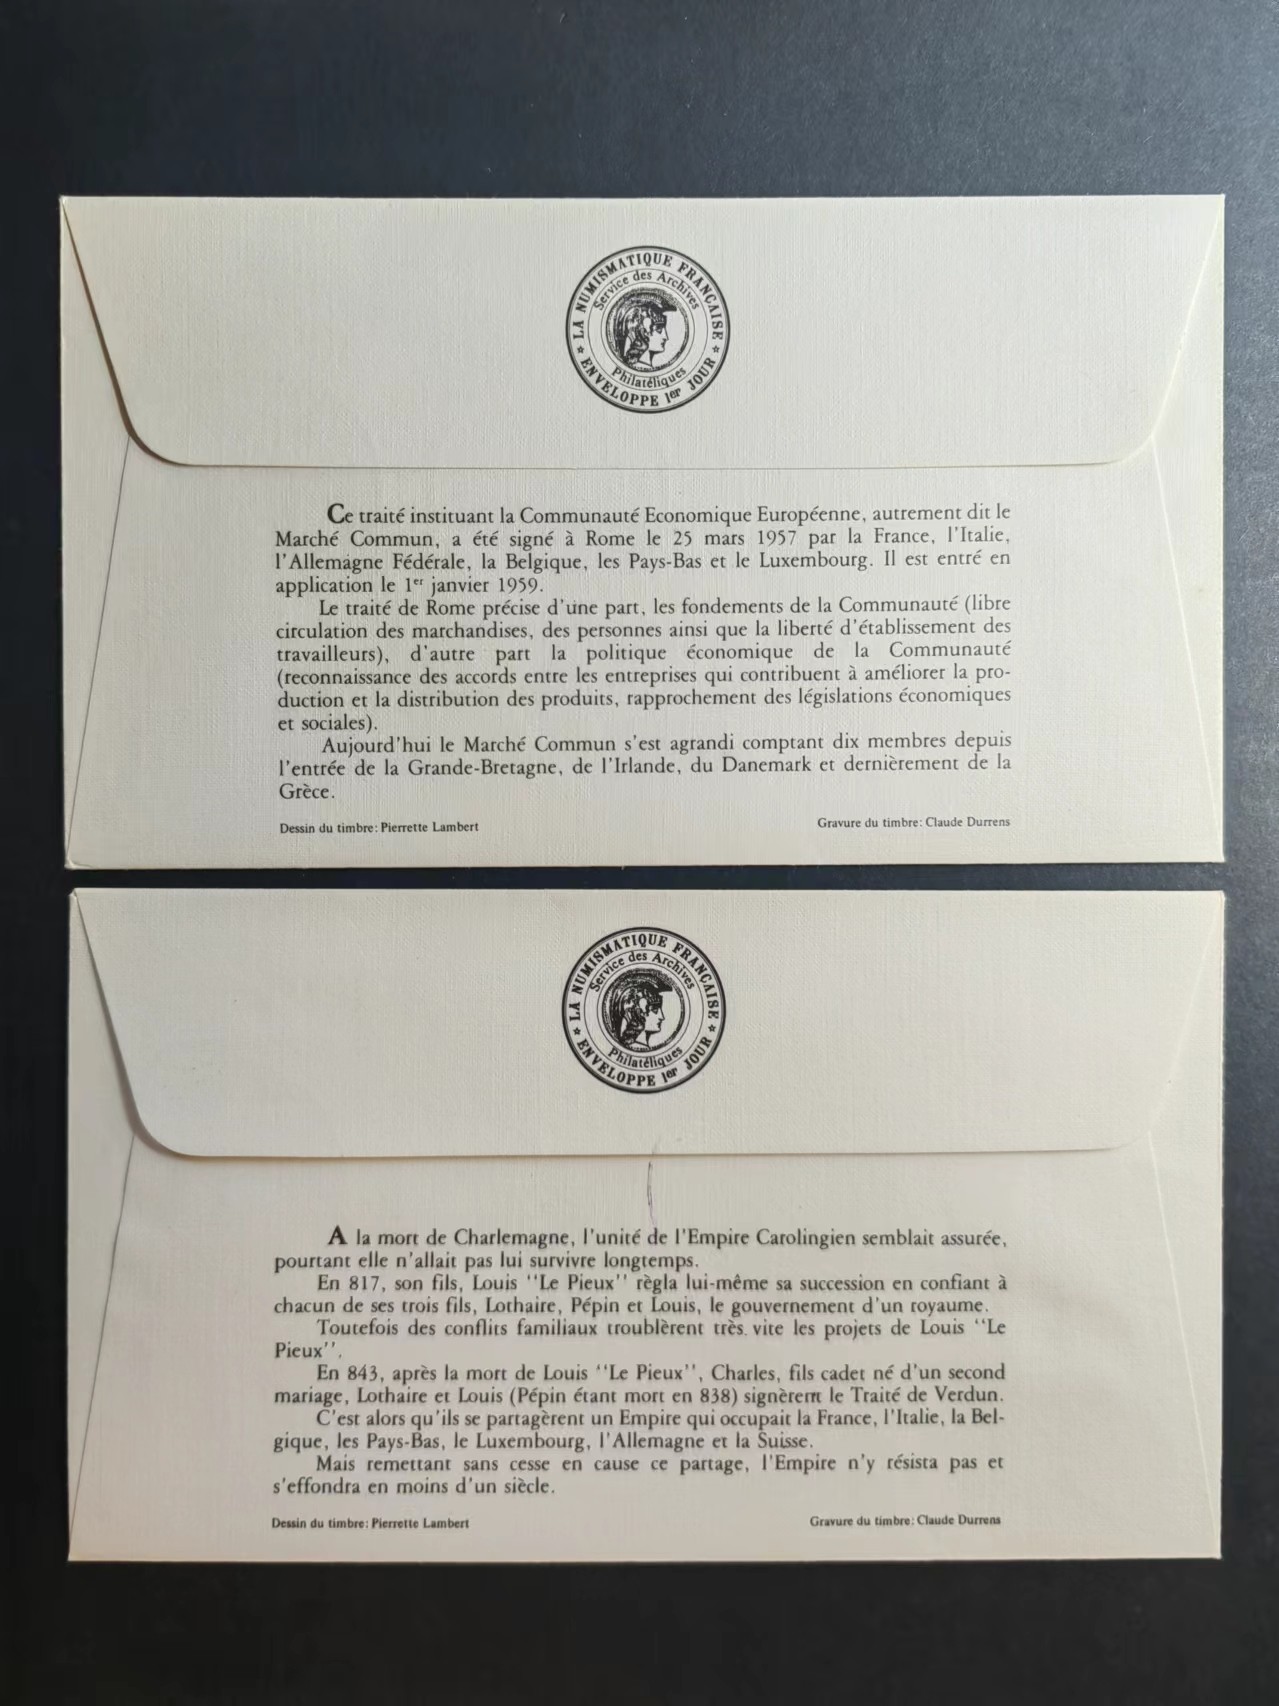 LA NUMISMATIQUE FRANÇAISE
Service des Archives
Philatéliques
★ ENVELOPPE 1er JOUR ★
Ce traité instituant la Communauté Economique Européenne, autrement dit le
Marché Commun, a été signé à Rome le 25 mars 1957 par la France, l'Italie,
l'Allemagne Fédérale, la Belgique, les Pays-Bas et le Luxembourg. Il est entré en
application le 1er janvier 1959.
Le traité de Rome précise d'une part, les fondements de la Communauté (libre
circulation des marchandises, des personnes ainsi que la liberté d'établissement des
travailleurs), d'autre part la politique économique de la Communauté
(reconnaissance des accords entre les entreprises qui contribuent à améliorer la pro-
duction et la distribution des produits, rapprochement des législations économiques
et sociales).
Aujourd'hui le Marché Commun s'est agrandi comptant dix membres depuis
l'entrée de la Grande-Bretagne, de l'Irlande, du Danemark et dernièrement de la
Grèce.
Dessin du timbre: Pierrette Lambert
Gravure du timbre: Claude Durrens
LA NUMISMATIQUE FRANÇAISE
Service des Archives
Philatéliques
★ ENVELOPPE 1er JOUR ★
A la mort de Charlemagne, l'unité de l'Empire Carolingien semblait assurée,
pourtant elle n'allait pas lui survivre longtemps.
En 817, son fils, Louis ''Le Pieux'' règla lui-même sa succession en confiant à
chacun de ses trois fils, Lothaire, Pépin et Louis, le gouvernement d'un royaume.
Toutefois des conflits familiaux troublèrent très vite les projets de Louis ''Le
Pieux''.
En 843, après la mort de Louis ''Le Pieux'', Charles, fils cadet né d'un second
mariage, Lothaire et Louis (Pépin étant mort en 838) signèrent le Traité de Verdun.
C'est alors qu'ils se partagèrent un Empire qui occupait la France, l'Italie, la Bel-
gique, les Pays-Bas, le Luxembourg, l'Allemagne et la Suisse.
Mais remettant sans cesse en cause ce partage, l'Empire n'y résista pas et
s'effondra en moins d'un siècle.
Dessin du timbre: Pierrette Lambert
Gravure du timbre: Claude Durrens